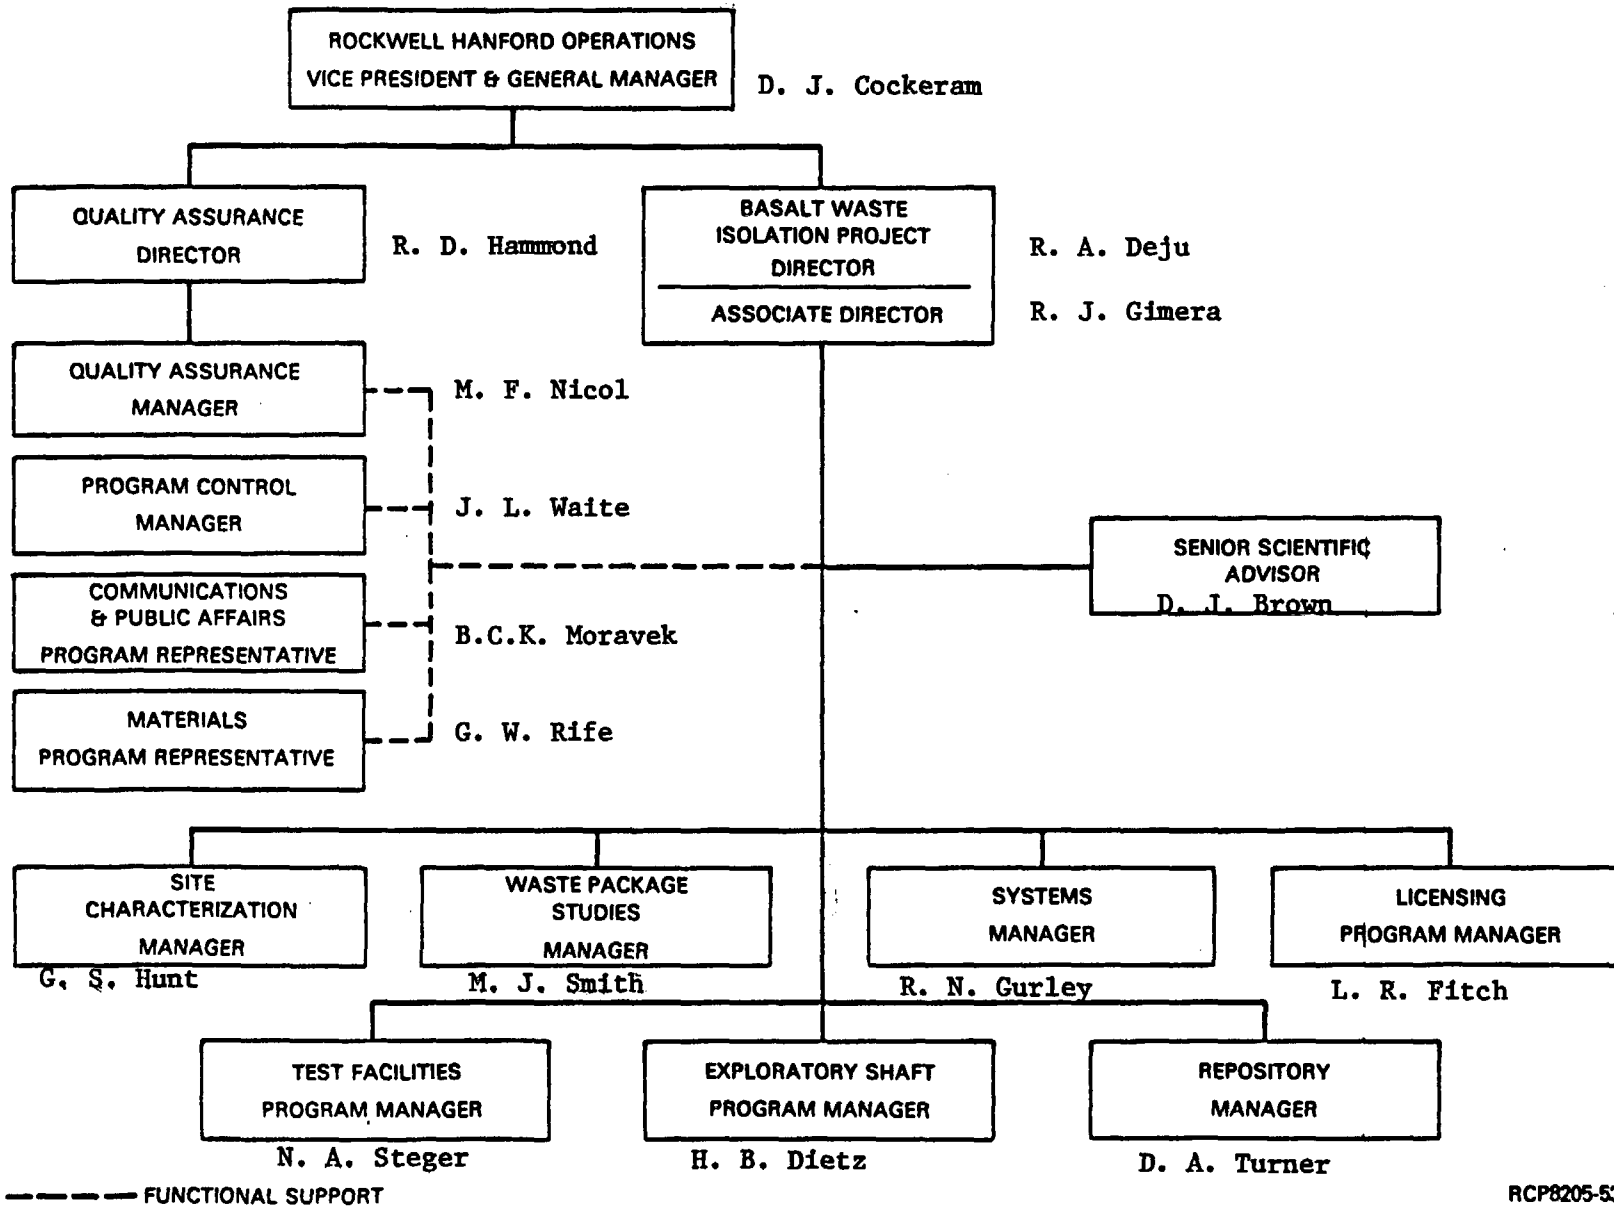 ROCKWELL HANFORD OPERATIONS
VICE PRESIDENT & GENERAL MANAGER
D. J. Cockeram
QUALITY ASSURANCE
DIRECTOR
R. D. Hammond
BASALT WASTE
ISOLATION PROJECT
DIRECTOR
ASSOCIATE DIRECTOR
R. A. Deju
R. J. Gimera
QUALITY ASSURANCE
MANAGER
M. F. Nicol
PROGRAM CONTROL
MANAGER
J. L. Waite
SENIOR SCIENTIFIC
ADVISOR
D. J. Brown
COMMUNICATIONS
& PUBLIC AFFAIRS
PROGRAM REPRESENTATIVE
B.C.K. Moravek
MATERIALS
PROGRAM REPRESENTATIVE
G. W. Rife
SITE
CHARACTERIZATION
MANAGER
G. S. Hunt
WASTE PACKAGE
STUDIES
MANAGER
M. J. Smith
SYSTEMS
MANAGER
R. N. Gurley
LICENSING
PROGRAM MANAGER
L. R. Fitch
TEST FACILITIES
PROGRAM MANAGER
N. A. Steger
EXPLORATORY SHAFT
PROGRAM MANAGER
H. B. Dietz
REPOSITORY
MANAGER
D. A. Turner
FUNCTIONAL SUPPORT